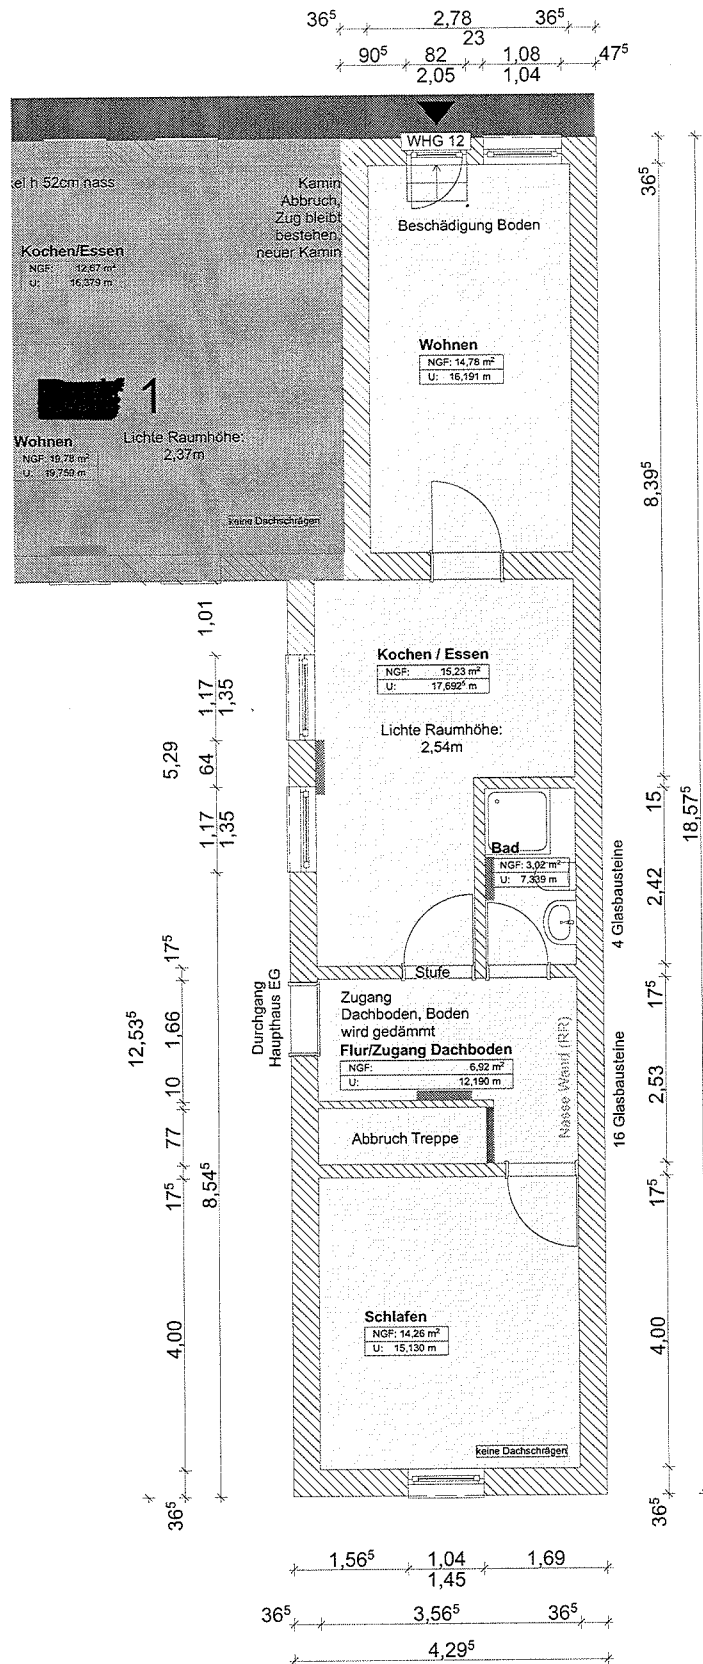 36⁵ 2,78 36⁵
23
90⁵ 82 1,08 47⁵
2,05 1,04
WHG 12
el h 52cm nass
Kamin
Abbruch,
Zug bleibt
bestehen,
neuer Kamin
Beschädigung Boden
36⁵
Kochen/Essen
NGF: 12,67 m²
U: 16,379 m
Wohnen
NGF: 14,78 m²
U: 16,191 m
1
Lichte Raumhöhe:
2,37m
Wohnen
NGF: 19,78 m²
U: 19,759 m
keine Dachschrägen
8,39⁵
1,01
Kochen / Essen
NGF: 15,23 m²
U: 17,692⁵ m
Lichte Raumhöhe:
2,54m
1,17
1,35
5,29
64
1,17
1,35
15
18,57⁵
Bad
NGF: 3,02 m²
U: 7,339 m
2,42
4 Glasbausteine
17⁵
Stufe
17⁵
Durchgang
Haupthaus EG
Zugang
Dachboden, Boden
wird gedämmt
Flur/Zugang Dachboden
NGF: 6,92 m²
U: 12,190 m
12,53⁵
1,66
10
77
Nasse Wand (RR)
16 Glasbausteine
2,53
Abbruch Treppe
17⁵
8,54⁵
17⁵
4,00
Schlafen
NGF: 14,26 m²
U: 15,130 m
4,00
keine Dachschrägen
36⁵
36⁵
1,56⁵ 1,04 1,69
1,45
36⁵ 3,56⁵ 36⁵
4,29⁵